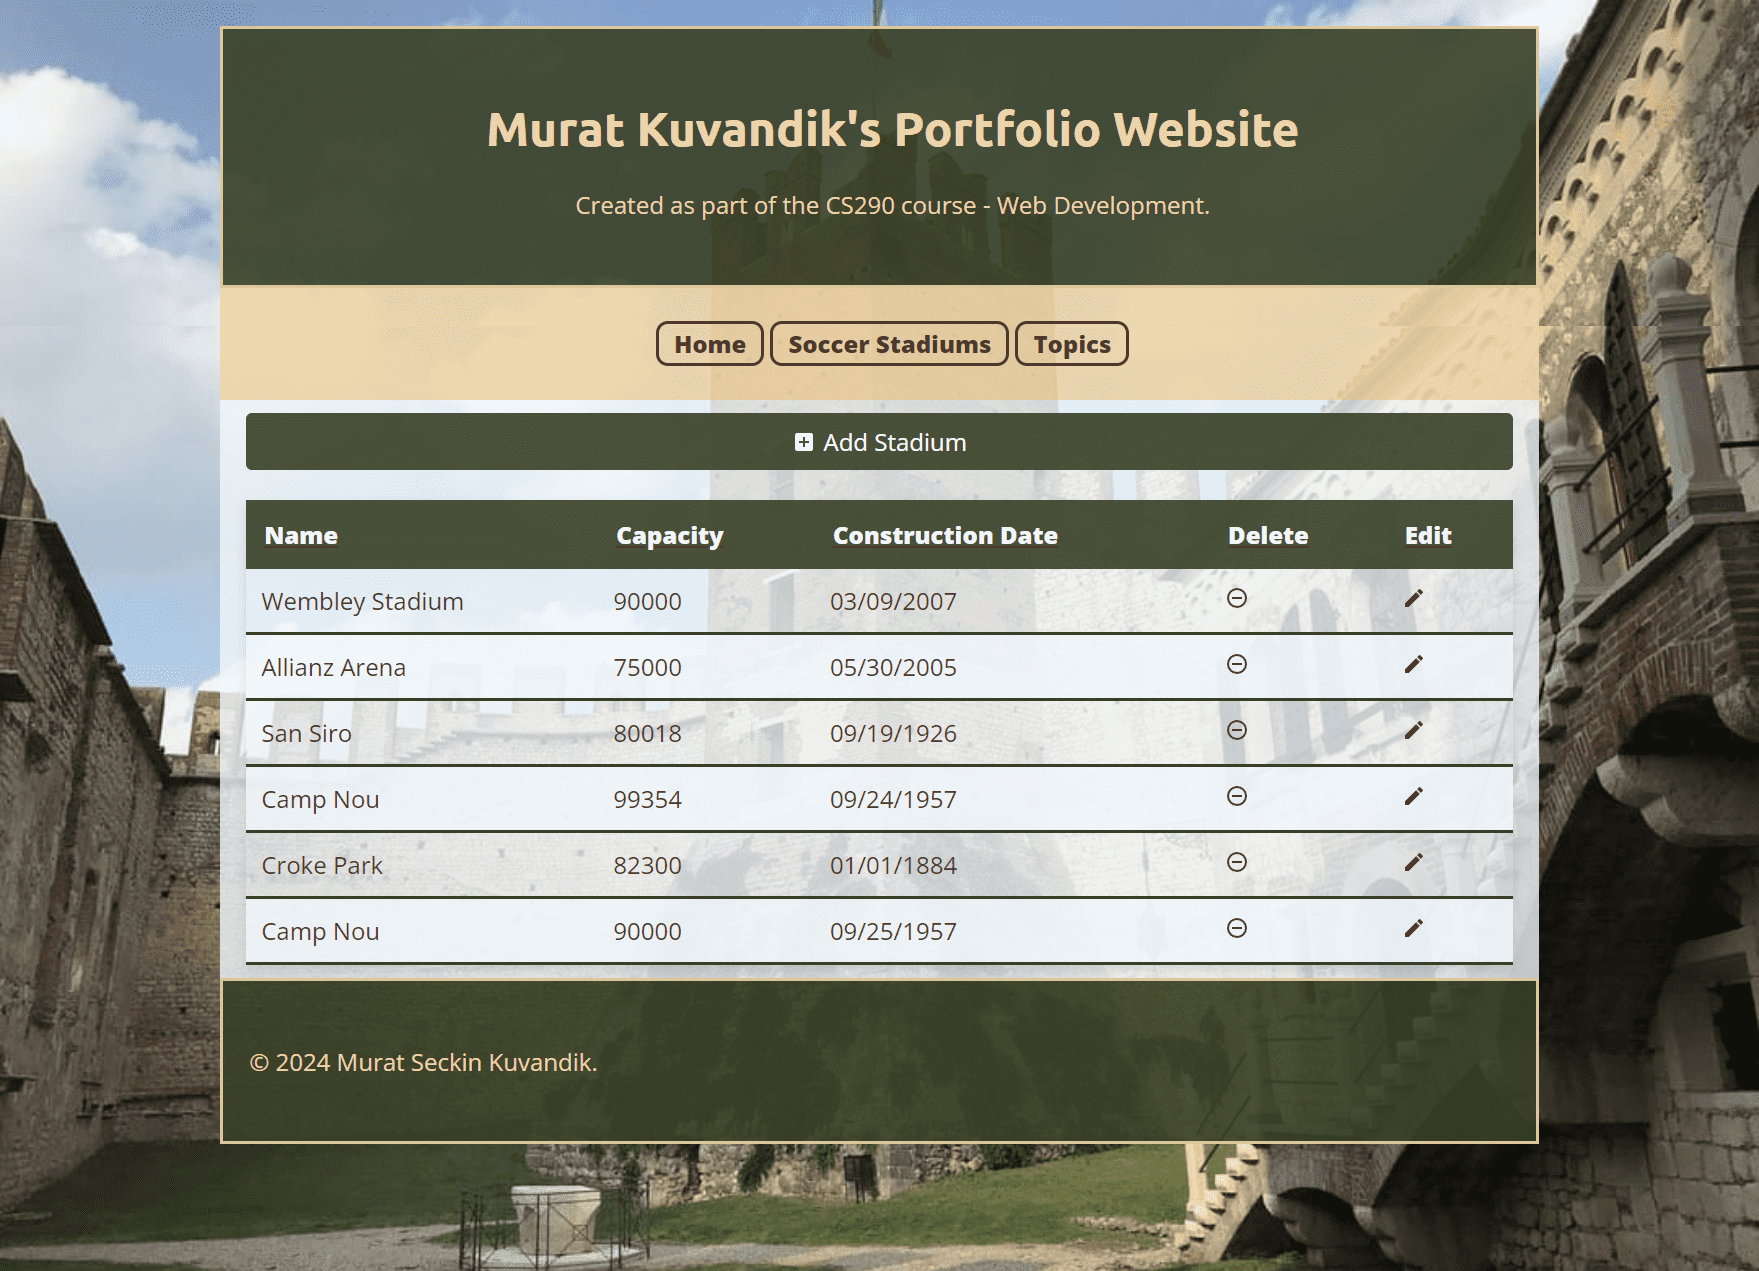 Murat Kuvandik's Portfolio Website
Created as part of the CS290 course - Web Development.
Home Soccer Stadiums Topics
Add Stadium
Name Capacity Construction Date Delete Edit
Wembley Stadium 90000 03/09/2007
Allianz Arena 75000 05/30/2005
San Siro 80018 09/19/1926
Camp Nou 99354 09/24/1957
Croke Park 82300 01/01/1884
Camp Nou 90000 09/25/1957
© 2024 Murat Seckin Kuvandik.